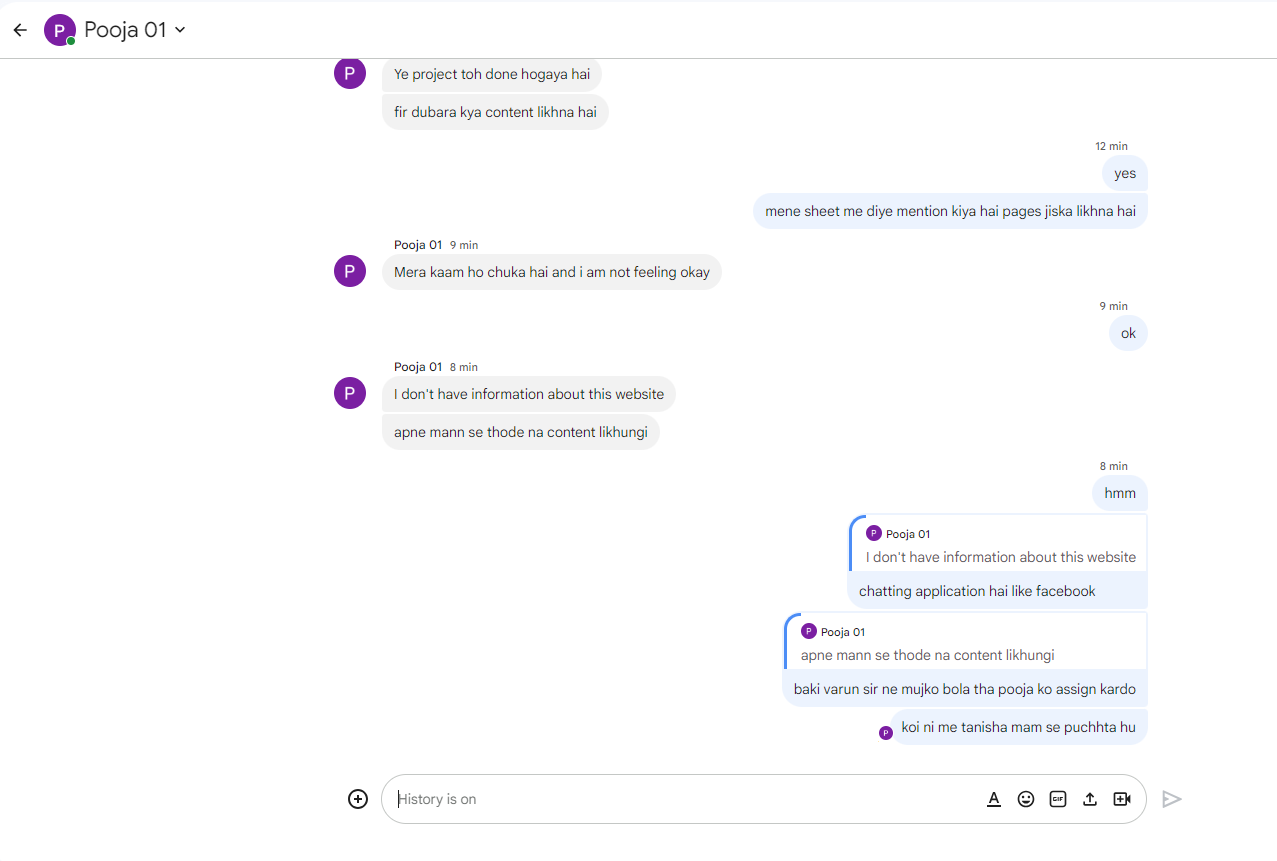 P Pooja 01
P
Ye project toh done hogaya hai
fir dubara kya content likhna hai
12 min
yes
mene sheet me diye mention kiya hai pages jiska likhna hai
Pooja 01 9 min
P
Mera kaam ho chuka hai and i am not feeling okay
9 min
ok
Pooja 01 8 min
P
I don't have information about this website
apne mann se thode na content likhungi
8 min
hmm
P Pooja 01
I don't have information about this website
chatting application hai like facebook
P Pooja 01
apne mann se thode na content likhungi
baki varun sir ne mujko bola tha pooja ko assign kardo
koi ni me tanisha mam se puchhta hu
P
History is on
A GIF